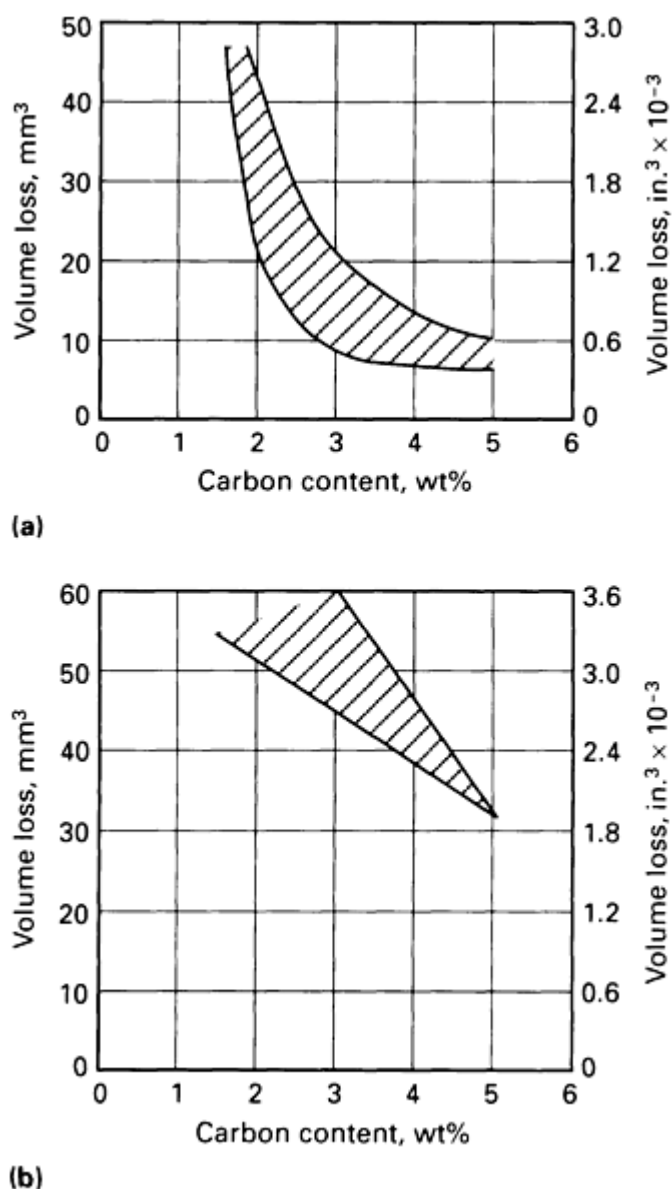 50
40
30
20
10
0
Volume loss, mm³
3.0
2.4
1.8
1.2
0.6
0
Volume loss, in.³ × 10⁻³
0 1 2 3 4 5 6
Carbon content, wt%
(a)
60
50
40
30
20
10
0
Volume loss, mm³
3.6
3.0
2.4
1.8
1.2
0.6
0
Volume loss, in.³ × 10⁻³
0 1 2 3 4 5 6
Carbon content, wt%
(b)